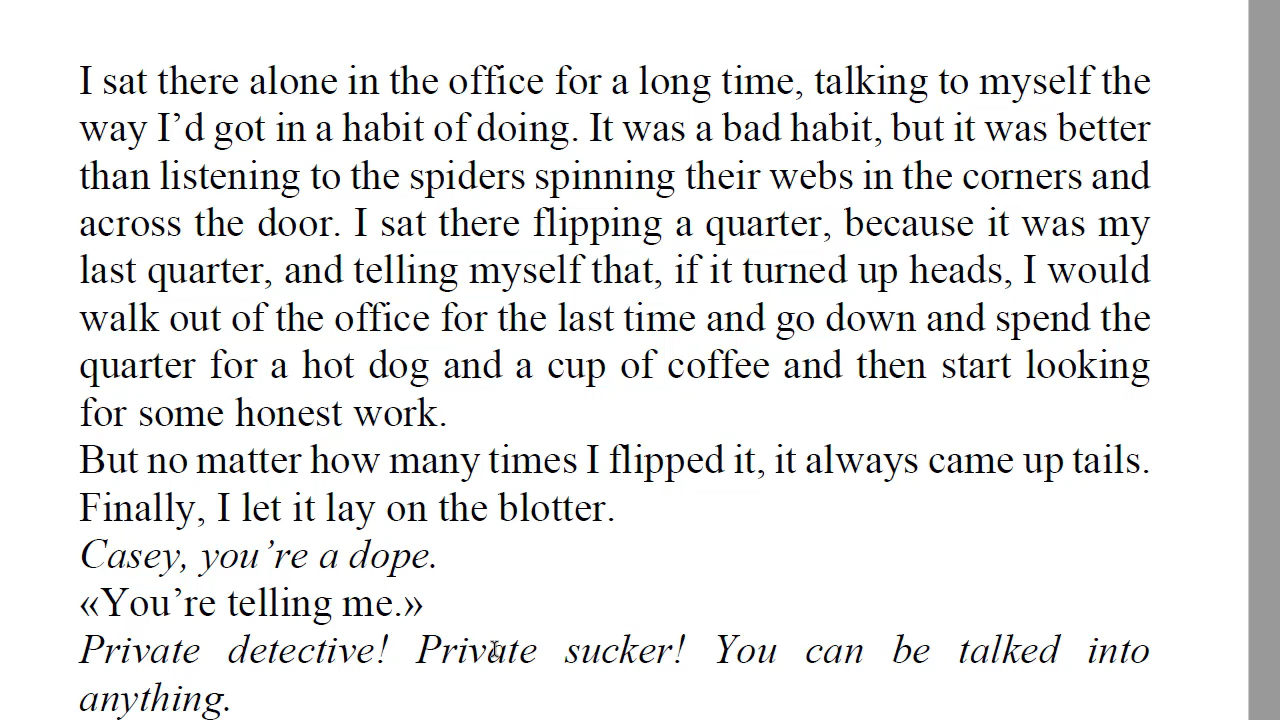 I sat there alone in the office for a long time, talking to myself the
way I’d got in a habit of doing. It was a bad habit, but it was better
than listening to the spiders spinning their webs in the corners and
across the door. I sat there flipping a quarter, because it was my
last quarter, and telling myself that, if it turned up heads, I would
walk out of the office for the last time and go down and spend the
quarter for a hot dog and a cup of coffee and then start looking
for some honest work.
But no matter how many times I flipped it, it always came up tails.
Finally, I let it lay on the blotter.
Casey, you’re a dope.
«You’re telling me.»
Private detective! Private sucker! You can be talked into
anything.